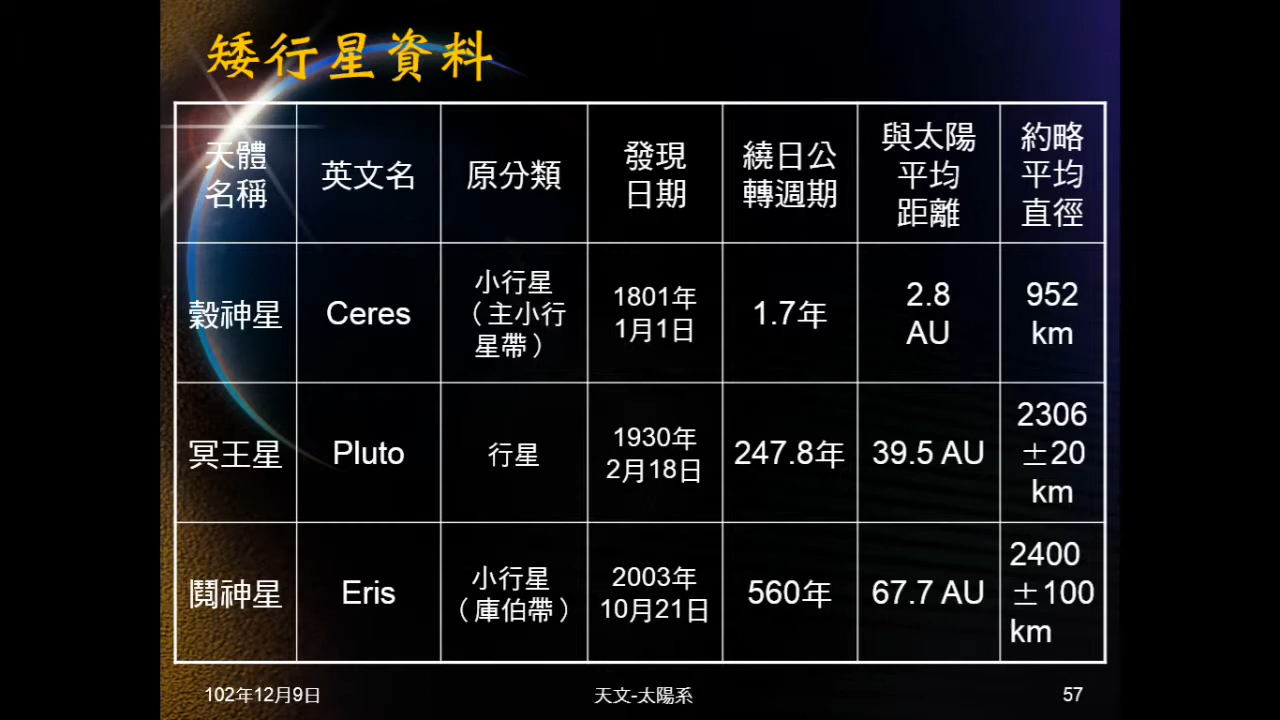 矮行星資料
天體
名稱
英文名
原分類
發現
日期
繞日公
轉週期
與太陽
平均
距離
約略
平均
直徑
穀神星
Ceres
小行星
（主小行
星帶）
1801年
1月1日
1.7年
2.8
AU
952
km
冥王星
Pluto
行星
1930年
2月18日
247.8年
39.5 AU
2306
±20
km
鬩神星
Eris
小行星
（庫伯帶）
2003年
10月21日
560年
67.7 AU
2400
±100
km
102年12月9日
天文-太陽系
57